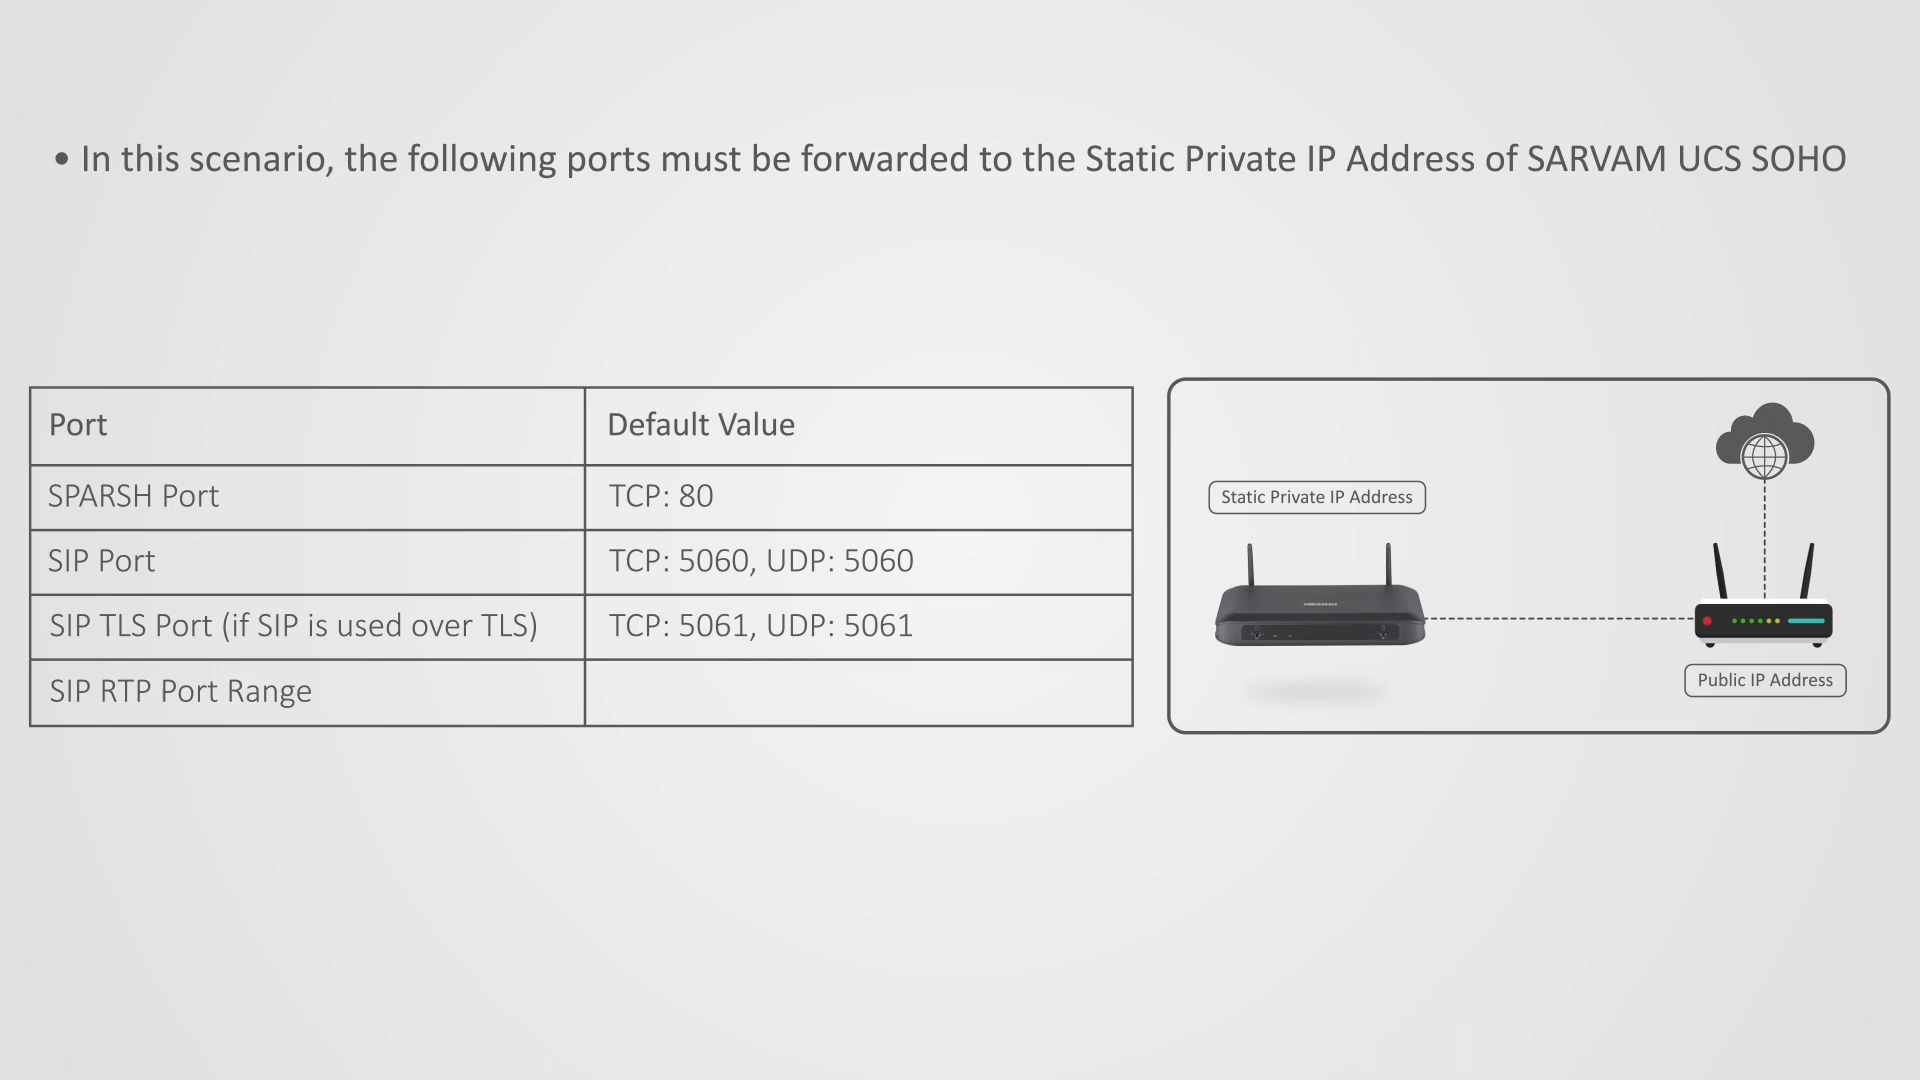 • In this scenario, the following ports must be forwarded to the Static Private IP Address of SARVAM UCS SOHO
Port Default Value
SPARSH Port TCP: 80
SIP Port TCP: 5060, UDP: 5060
SIP TLS Port (if SIP is used over TLS) TCP: 5061, UDP: 5061
SIP RTP Port Range
Static Private IP Address
Public IP Address